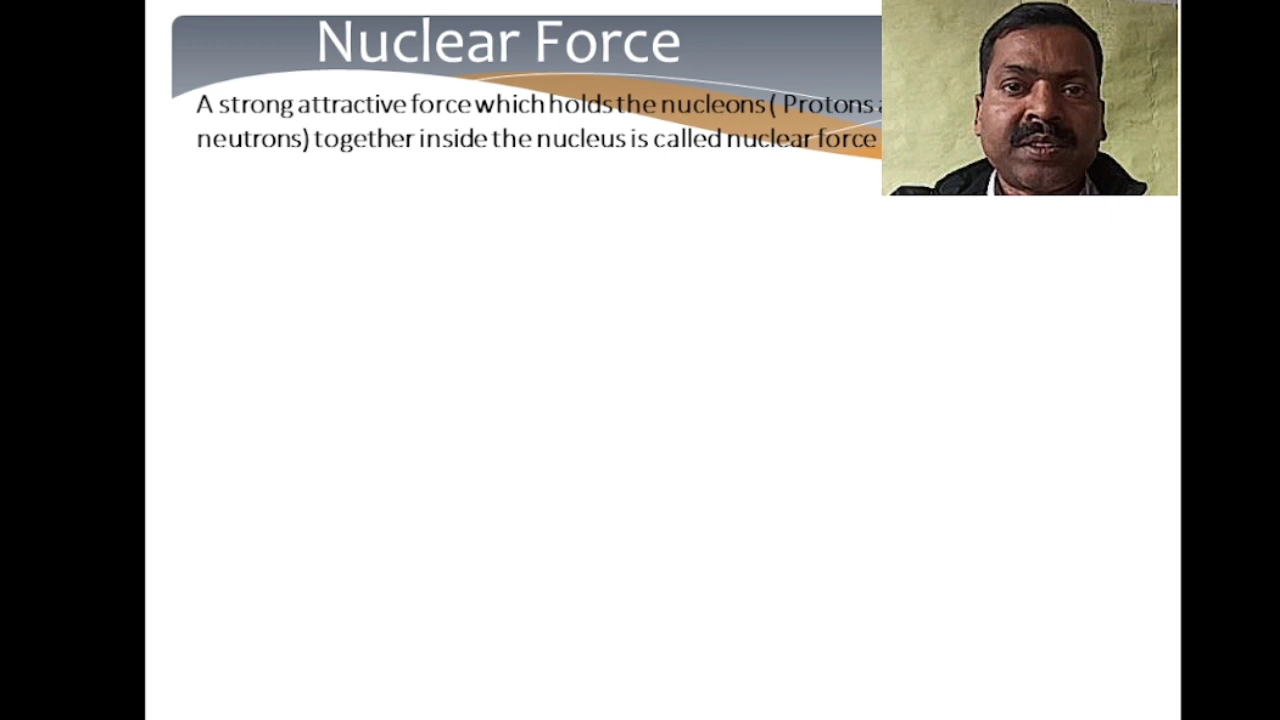 Nuclear Force
A strong attractive force which holds the nucleons ( Protons
neutrons) together inside the nucleus is called nuclear force